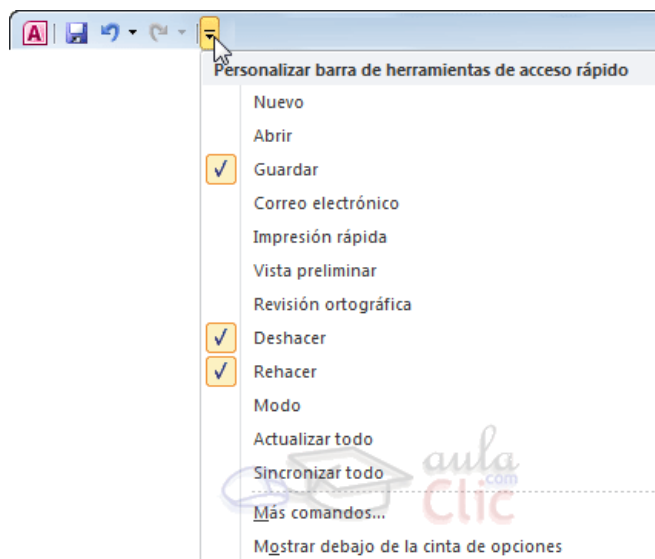 A
Personalizar barra de herramientas de acceso rápido
Nuevo
Abrir
Guardar
Correo electrónico
Impresión rápida
Vista preliminar
Revisión ortográfica
Deshacer
Rehacer
Modo
Actualizar todo
Sincronizar todo
aula
.com
Clic
Más comandos...
Mostrar debajo de la cinta de opciones